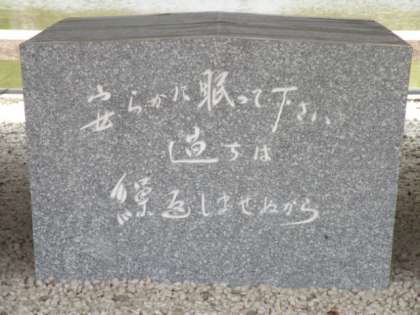 安らかに眠って下さい
過ちは
繰返しませぬから